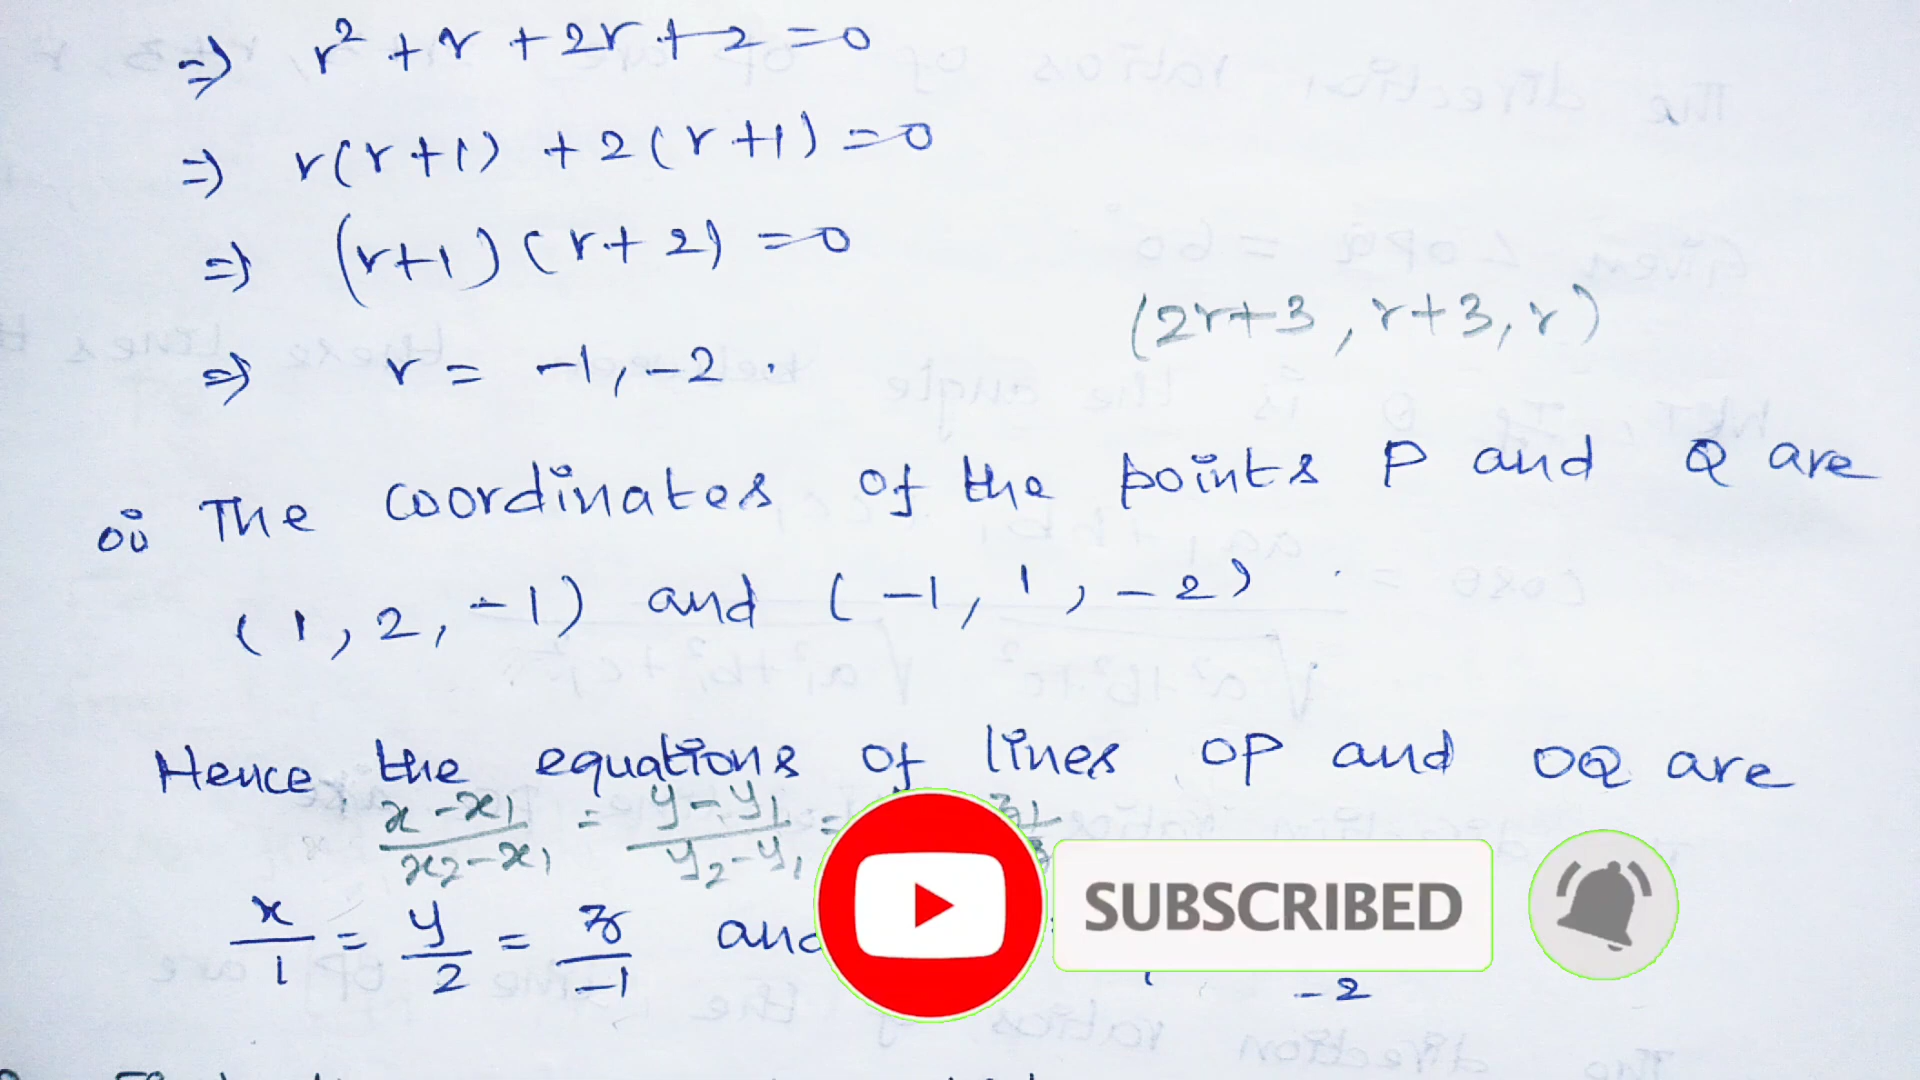 ⇒ r² + r + 2r + 2 = 0
⇒ r(r+1) + 2(r+1) = 0
⇒ (r+1)(r+2) = 0
(2r+3, r+3, r)
⇒ r = -1, -2.
∴ The coordinates of the points P and Q are
(1, 2, -1) and (-1, 1, -2).
Hence the equations of lines OP and OQ are
x-x₁/x₂-x₁ = y-y₁/y₂-y₁ =
x/1 = y/2 = z/-1 and
-2
SUBSCRIBED